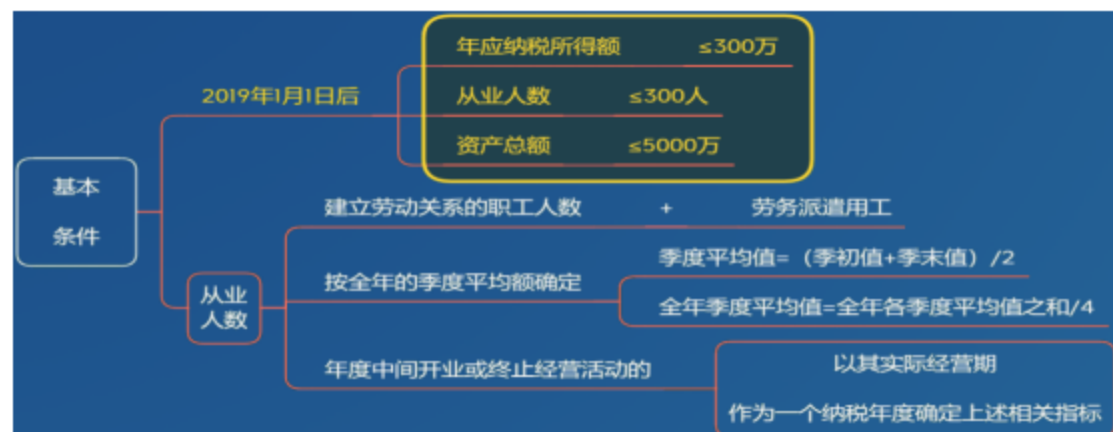 基本
条件
2019年1月1日后
年应纳税所得额 ≤300万
从业人数 ≤300人
资产总额 ≤5000万
从业
人数
建立劳动关系的职工人数 + 劳务派遣用工
按全年的季度平均额确定
季度平均值=（季初值+季末值）/2
全年季度平均值=全年各季度平均值之和/4
年度中间开业或终止经营活动的
以其实际经营期
作为一个纳税年度确定上述相关指标